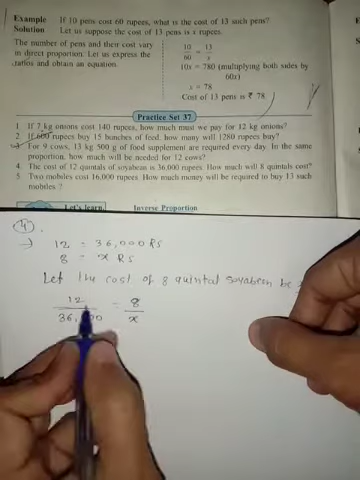 Example If 10 pens cost 60 rupees, what is the cost of 13 such pens?
Solution Let us suppose the cost of 13 pens is x rupees.
The number of pens and their cost vary
in direct proportion. Let us express the
ratios and obtain an equation.
10/60 = 13/x
10x = 780 (multiplying both sides by
60x)
x = 78
Cost of 13 pens is ₹ 78.
Practice Set 37
1. If 7 kg onions cost 140 rupees, how much must we pay for 12 kg onions?
2. If 600 rupees buy 15 bunches of feed, how many will 1280 rupees buy?
3. For 9 cows, 13 kg 500 g of food supplement are required every day. In the same
proportion, how much will be needed for 12 cows?
4. The cost of 12 quintals of soyabean is 36,000 rupees. How much will 8 quintals cost?
5. Two mobiles cost 16,000 rupees. How much money will be required to buy 13 such
mobiles ?
Let's learn. Inverse Proportion
4.
→ 12 = 36,000 Rs
8 = x Rs
Let the cost of 8 quintal soyabean be
12/36,000 = 8/x